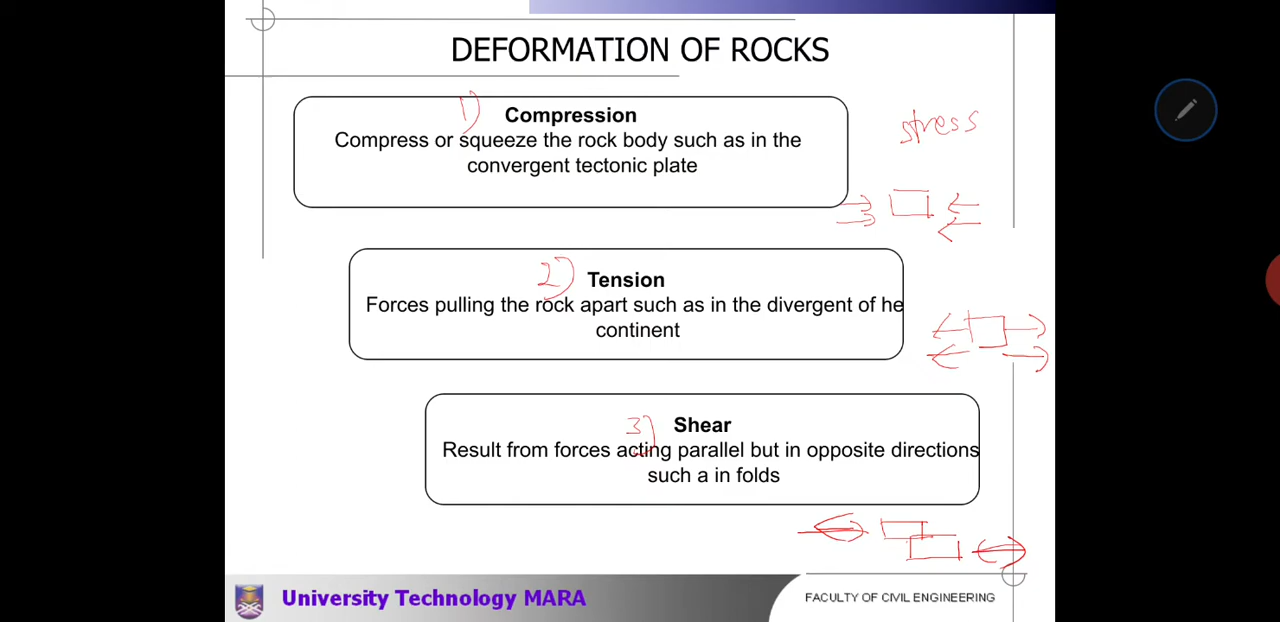 DEFORMATION OF ROCKS
1) Compression
Compress or squeeze the rock body such as in the
convergent tectonic plate
stress
2) Tension
Forces pulling the rock apart such as in the divergent of he
continent
3) Shear
Result from forces acting parallel but in opposite directions
such a in folds
University Technology MARA
FACULTY OF CIVIL ENGINEERING